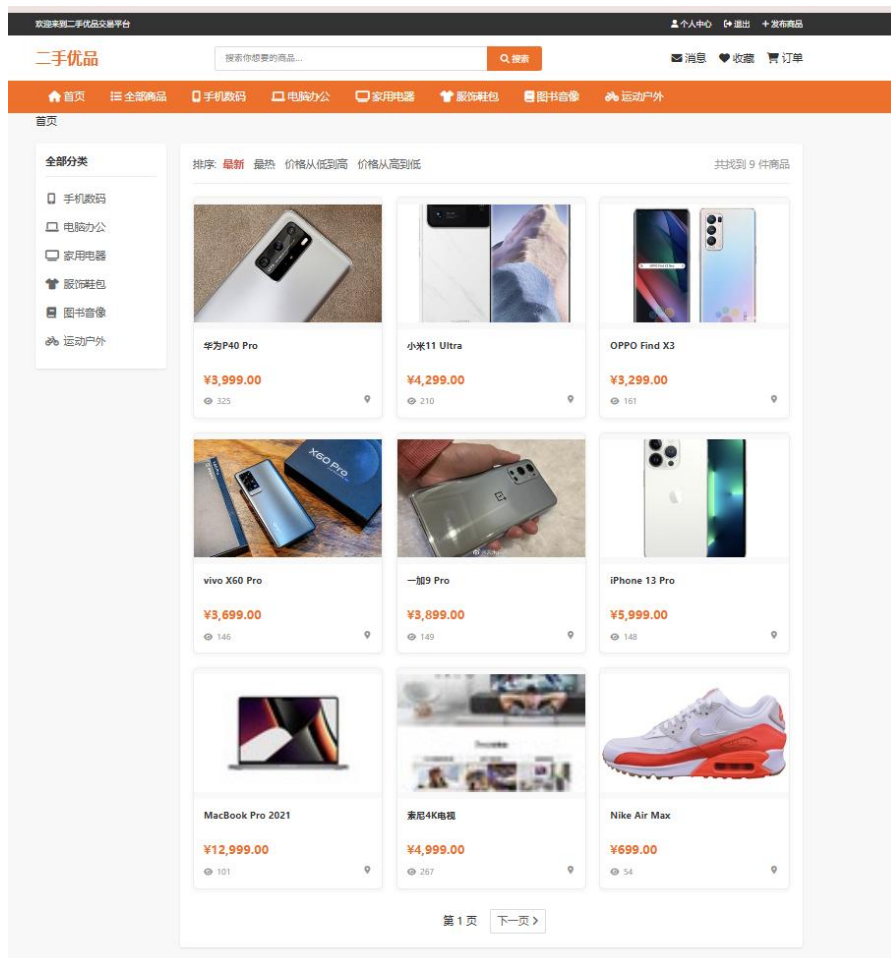 欢迎来到二手优品交易平台 个人中心 退出 发布商品
二手优品 搜索你想要的商品... 搜索 消息 收藏 订单
首页 全部商品 手机数码 电脑办公 家用电器 服饰鞋包 图书音像 运动户外
首页
全部分类
手机数码
电脑办公
家用电器
服饰鞋包
图书音像
运动户外
排序: 最新 最热 价格从低到高 价格从高到低 共找到 9 件商品
华为P40 Pro
¥3,999.00
325
小米11 Ultra
¥4,299.00
210
OPPO Find X3
¥3,299.00
161
X60 Pro
vivo X60 Pro
¥3,699.00
146
一加9 Pro
¥3,899.00
149
iPhone 13 Pro
¥5,999.00
148
MacBook Pro 2021
¥12,999.00
101
索尼4K电视
¥4,999.00
267
Nike Air Max
¥699.00
54
第 1 页 下一页